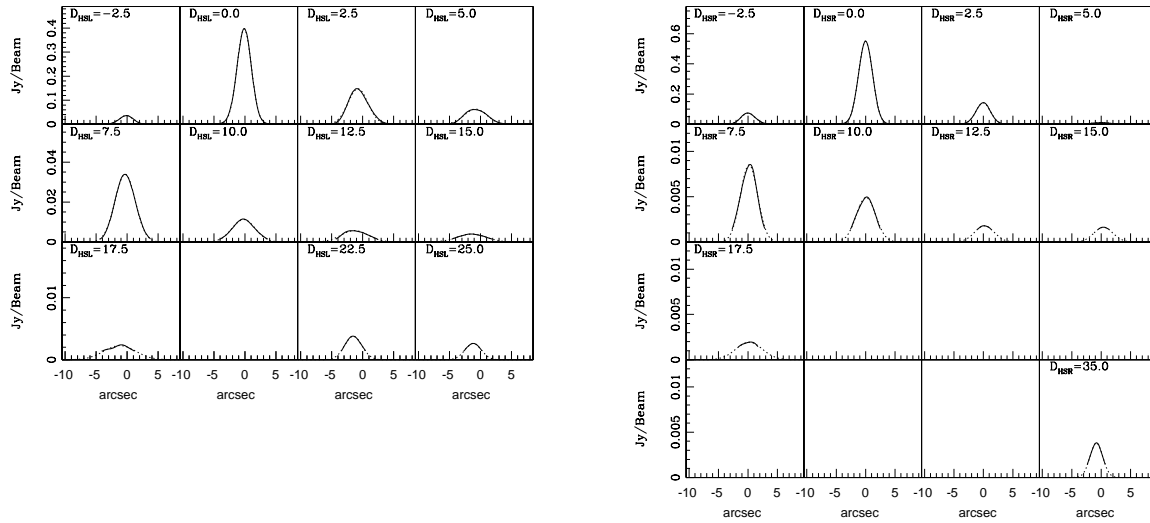 D_HSL=−2.5 D_HSL=0.0 D_HSL=2.5 D_HSL=5.0
Jy/Beam
0.4
0.3
0.2
0.1
0
D_HSL=7.5 D_HSL=10.0 D_HSL=12.5 D_HSL=15.0
Jy/Beam
0.04
0.02
0
D_HSL=17.5 D_HSL=22.5 D_HSL=25.0
Jy/Beam
0.01
0
-10 -5 0 5 -10 -5 0 5 -10 -5 0 5 -10 -5 0 5
arcsec arcsec arcsec arcsec
D_HSR=−2.5 D_HSR=0.0 D_HSR=2.5 D_HSR=5.0
Jy/Beam
0.6
0.4
0.2
0
D_HSR=7.5 D_HSR=10.0 D_HSR=12.5 D_HSR=15.0
Jy/Beam
0.01
0.005
0
D_HSR=17.5
Jy/Beam
0.01
0.005
0
D_HSR=35.0
Jy/Beam
0.01
0.005
0
-10 -5 0 5 -10 -5 0 5 -10 -5 0 5 -10 -5 0 5
arcsec arcsec arcsec arcsec